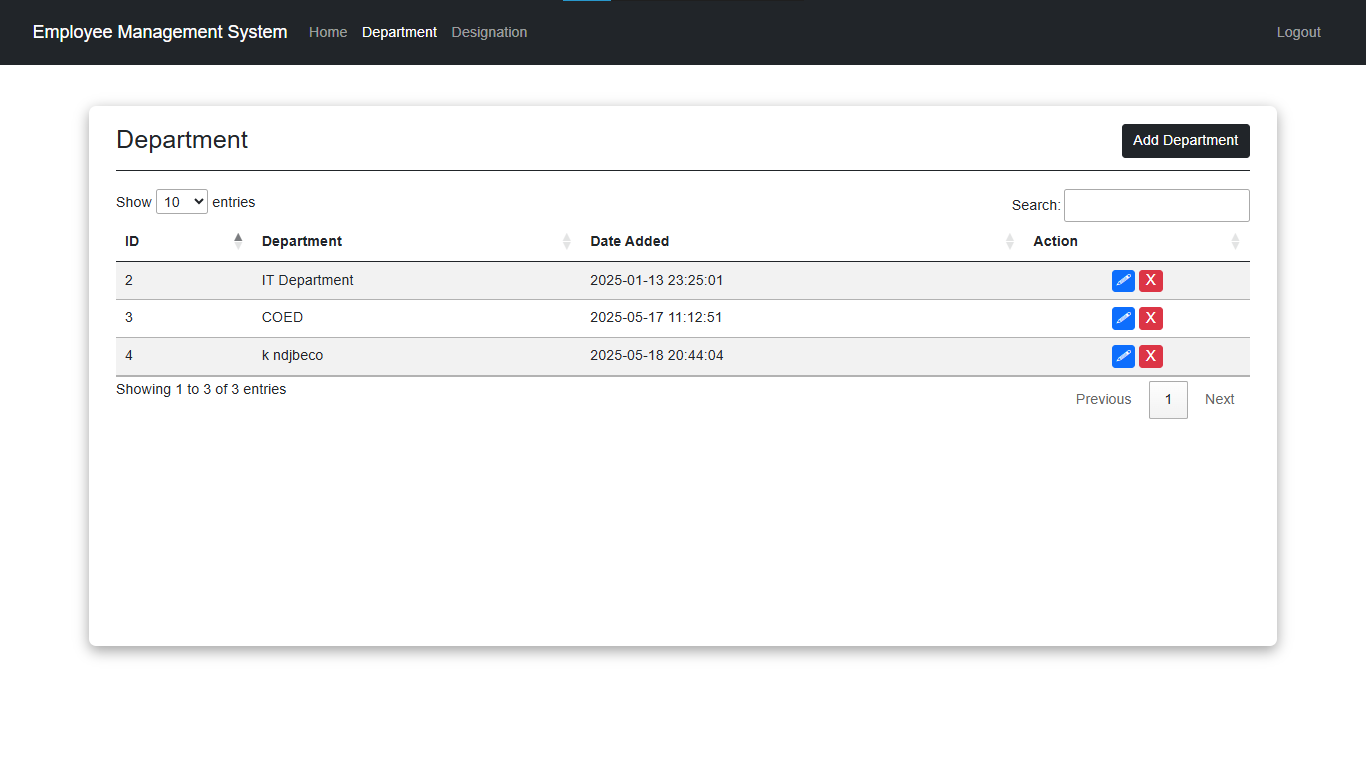 Employee Management System Home Department Designation Logout
Department Add Department
Show 10 entries Search:
ID Department Date Added Action
2 IT Department 2025-01-13 23:25:01 X
3 COED 2025-05-17 11:12:51 X
4 k ndjbeco 2025-05-18 20:44:04 X
Showing 1 to 3 of 3 entries Previous 1 Next